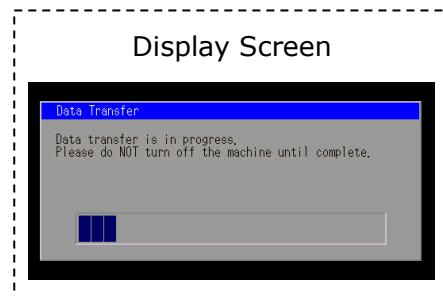 Display Screen
Data Transfer
Data transfer is in progress.
Please do NOT turn off the machine until complete.